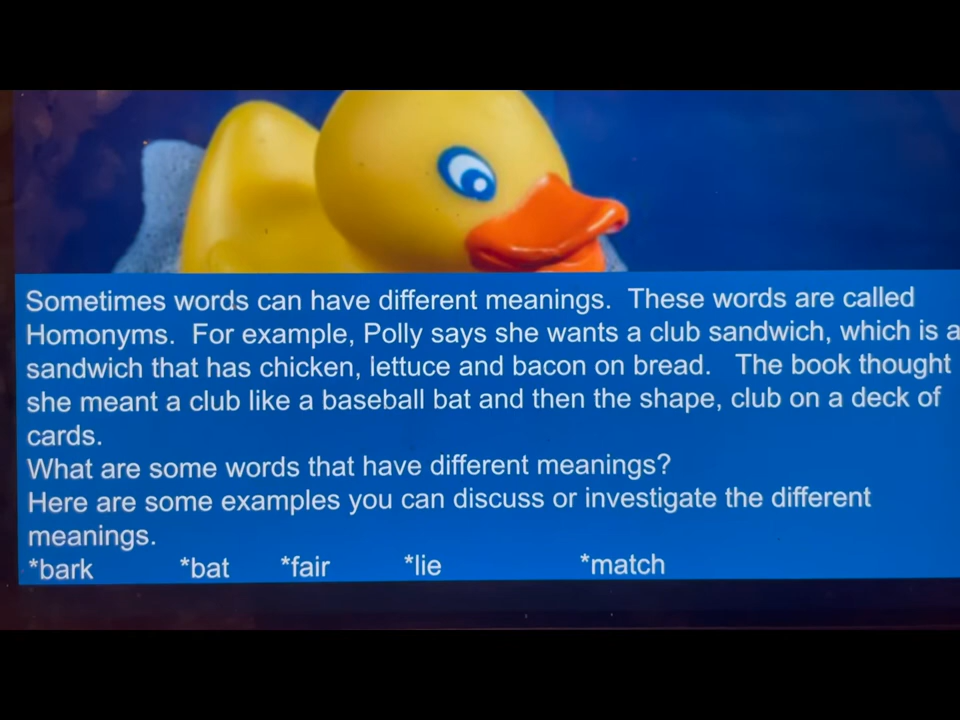 Sometimes words can have different meanings. These words are called
Homonyms. For example, Polly says she wants a club sandwich, which is a
sandwich that has chicken, lettuce and bacon on bread. The book thought
she meant a club like a baseball bat and then the shape, club on a deck of
cards.
What are some words that have different meanings?
Here are some examples you can discuss or investigate the different
meanings.
*bark *bat *fair *lie *match